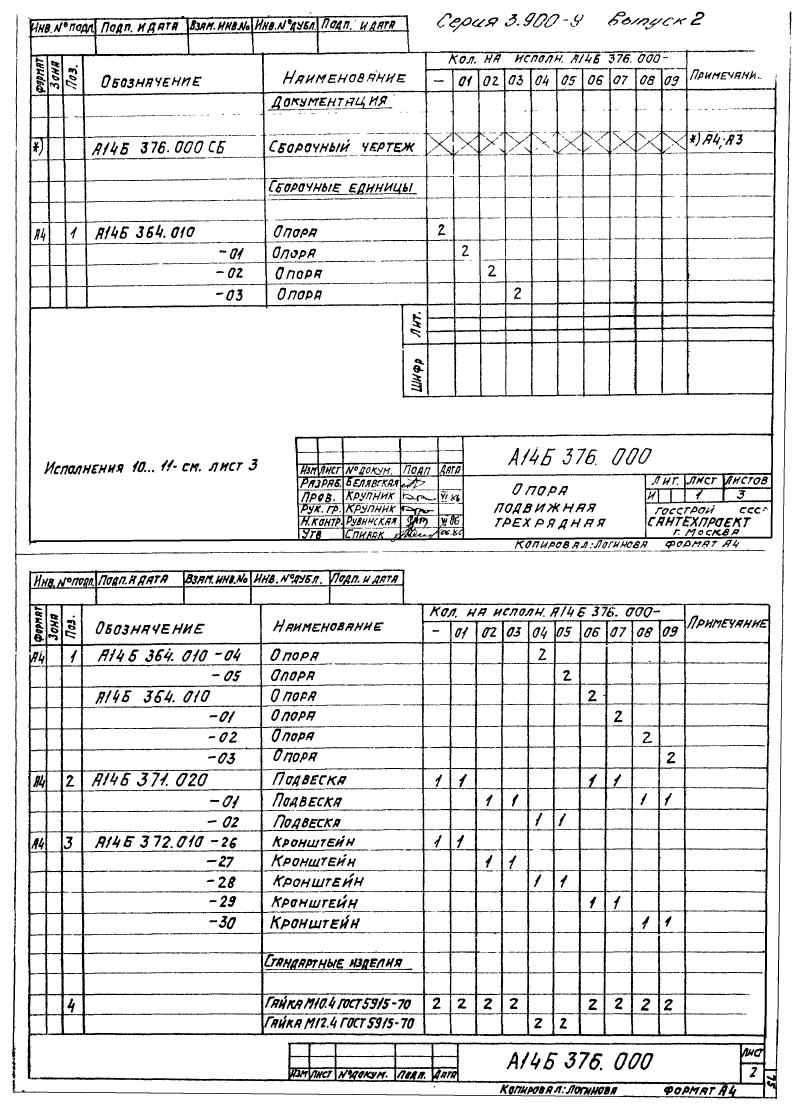 Серия 3.900-9 выпуск 2
Инв. № подл. Подп. и дата Взам. инв. № Инв. № дубл. Подп. и дата
Формат Зона Поз. Обозначение Наименование Кол. на исполн. А14Б 376.000- Примечани.
– 01 02 03 04 05 06 07 08 09
Документация
*) А14Б 376.000 СБ Сборочный чертеж *) А4; А3
Сборочные единицы
А4 1 А14Б 364.010 Опора 2
-01 Опора 2
-02 Опора 2
-03 Опора 2
Лит.
Шифр
Исполнения 10... 11- см. лист 3
А14Б 376.000
Изм Лист № докум. Подп Дата
Разраб. Белявская
Пров. Крупник VI 86
Рук. гр. Крупник
Н.контр. Рувинская VI 86
Утв Спивак 06.86
Опора
подвижная
трехрядная
Лит. Лист Листов
И 1 3
Госстрой СССР
Сантехпроект
г. Москва
Копировал: Логинова Формат А4
Инв. № подл. Подп. и дата Взам. инв. № Инв. № дубл. Подп. и дата
Формат Зона Поз. Обозначение Наименование Кол. на исполн. А14Б 376.000- Примечание
– 01 02 03 04 05 06 07 08 09
А4 1 А14Б 364.010 -04 Опора 2
-05 Опора 2
А14Б 364.010 Опора 2
-01 Опора 2
-02 Опора 2
-03 Опора 2
А4 2 А14Б 371.020 Подвеска 1 1 1 1
-01 Подвеска 1 1 1 1
-02 Подвеска 1 1
А4 3 А14Б 372.010 -26 Кронштейн 1 1
-27 Кронштейн 1 1
-28 Кронштейн 1 1
-29 Кронштейн 1 1
-30 Кронштейн 1 1
Стандартные изделия
4 Гайка М10.4 ГОСТ 5915-70 2 2 2 2 2 2 2 2
Гайка М12.4 ГОСТ 5915-70 2 2
Изм Лист № докум. Подп. Дата
А14Б 376.000
Лист
2
Копировал: Логинова Формат А4